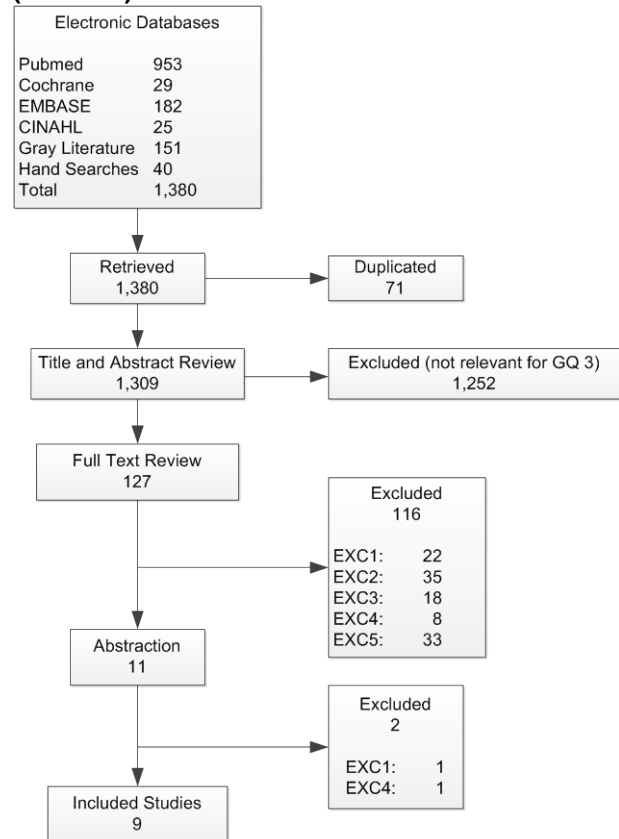 Electronic Databases
Pubmed 953
Cochrane 29
EMBASE 182
CINAHL 25
Gray Literature 151
Hand Searches 40
Total 1,380
Retrieved
1,380
Duplicated
71
Title and Abstract Review
1,309
Excluded (not relevant for GQ 3)
1,252
Full Text Review
127
Excluded
116
EXC1: 22
EXC2: 35
EXC3: 18
EXC4: 8
EXC5: 33
Abstraction
11
Excluded
2
EXC1: 1
EXC4: 1
Included Studies
9